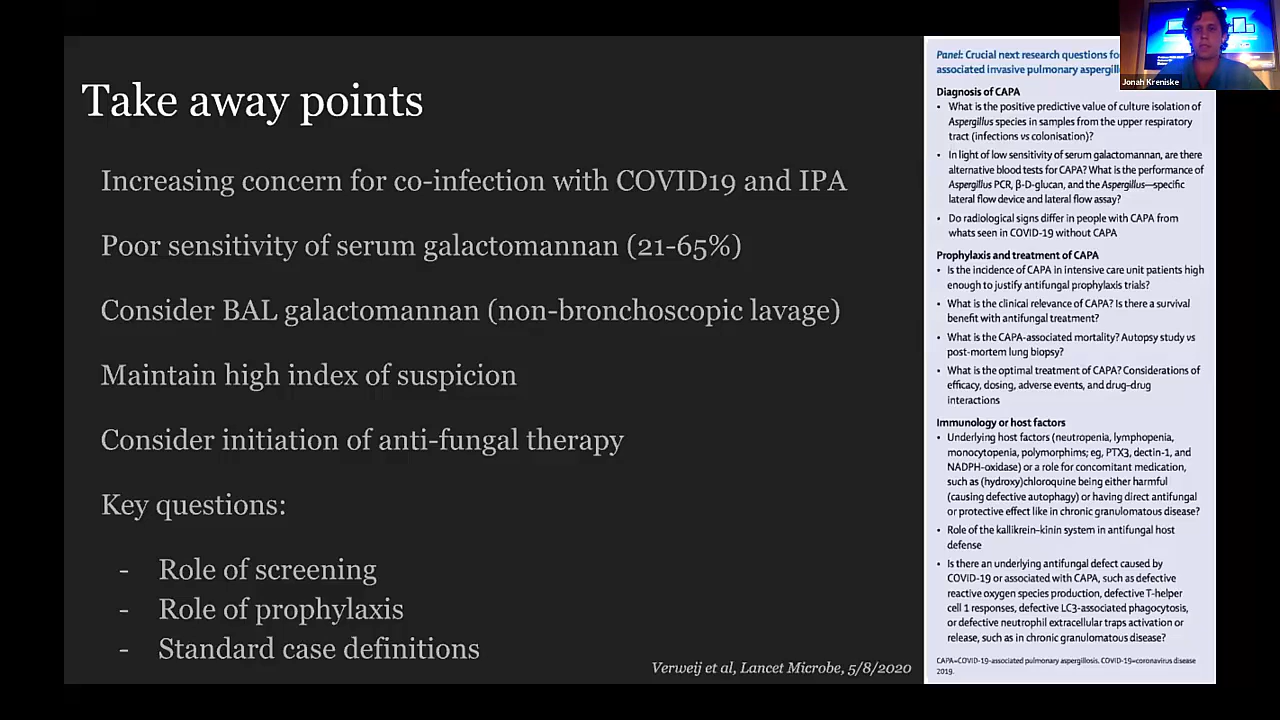 Take away points
Increasing concern for co-infection with COVID19 and IPA
Poor sensitivity of serum galactomannan (21-65%)
Consider BAL galactomannan (non-bronchoscopic lavage)
Maintain high index of suspicion
Consider initiation of anti-fungal therapy
Key questions:
- Role of screening
- Role of prophylaxis
- Standard case definitions
Verweij et al, Lancet Microbe, 5/8/2020
Panel: Crucial next research questions fo
associated invasive pulmonary aspergill
Diagnosis of CAPA
• What is the positive predictive value of culture isolation of
Aspergillus species in samples from the upper respiratory
tract (infections vs colonisation)?
• In light of low sensitivity of serum galactomannan, are there
alternative blood tests for CAPA? What is the performance of
Aspergillus PCR, β-D-glucan, and the Aspergillus—specific
lateral flow device and lateral flow assay?
• Do radiological signs differ in people with CAPA from
whats seen in COVID-19 without CAPA
Prophylaxis and treatment of CAPA
• Is the incidence of CAPA in intensive care unit patients high
enough to justify antifungal prophylaxis trials?
• What is the clinical relevance of CAPA? Is there a survival
benefit with antifungal treatment?
• What is the CAPA-associated mortality? Autopsy study vs
post-mortem lung biopsy?
• What is the optimal treatment of CAPA? Considerations of
efficacy, dosing, adverse events, and drug–drug
interactions
Immunology or host factors
• Underlying host factors (neutropenia, lymphopenia,
monocytopenia, polymorphims; eg, PTX3, dectin-1, and
NADPH-oxidase) or a role for concomitant medication,
such as (hydroxy)chloroquine being either harmful
(causing defective autophagy) or having direct antifungal
or protective effect like in chronic granulomatous disease?
• Role of the kallikrein–kinin system in antifungal host
defense
• Is there an underlying antifungal defect caused by
COVID-19 or associated with CAPA, such as defective
reactive oxygen species production, defective T-helper
cell 1 responses, defective LC3-associated phagocytosis,
or defective neutrophil extracellular traps activation or
release, such as in chronic granulomatous disease?
CAPA=COVID-19-associated pulmonary aspergillosis. COVID-19=coronavirus disease
2019.
Jonah Kreniske